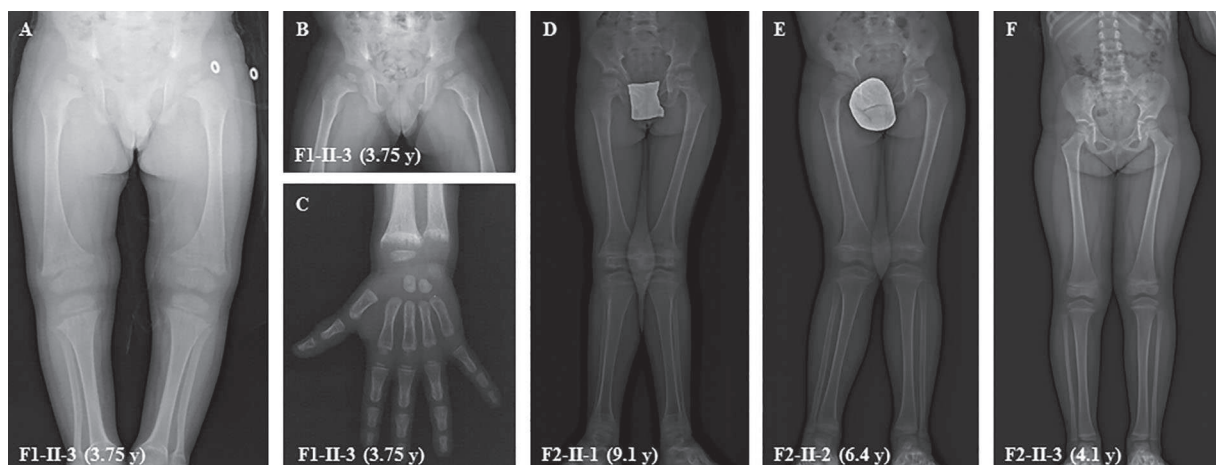 A
F1-II-3 (3.75 y)
B
F1-II-3 (3.75 y)
C
F1-II-3 (3.75 y)
D
F2-II-1 (9.1 y)
E
F2-II-2 (6.4 y)
F
F2-II-3 (4.1 y)